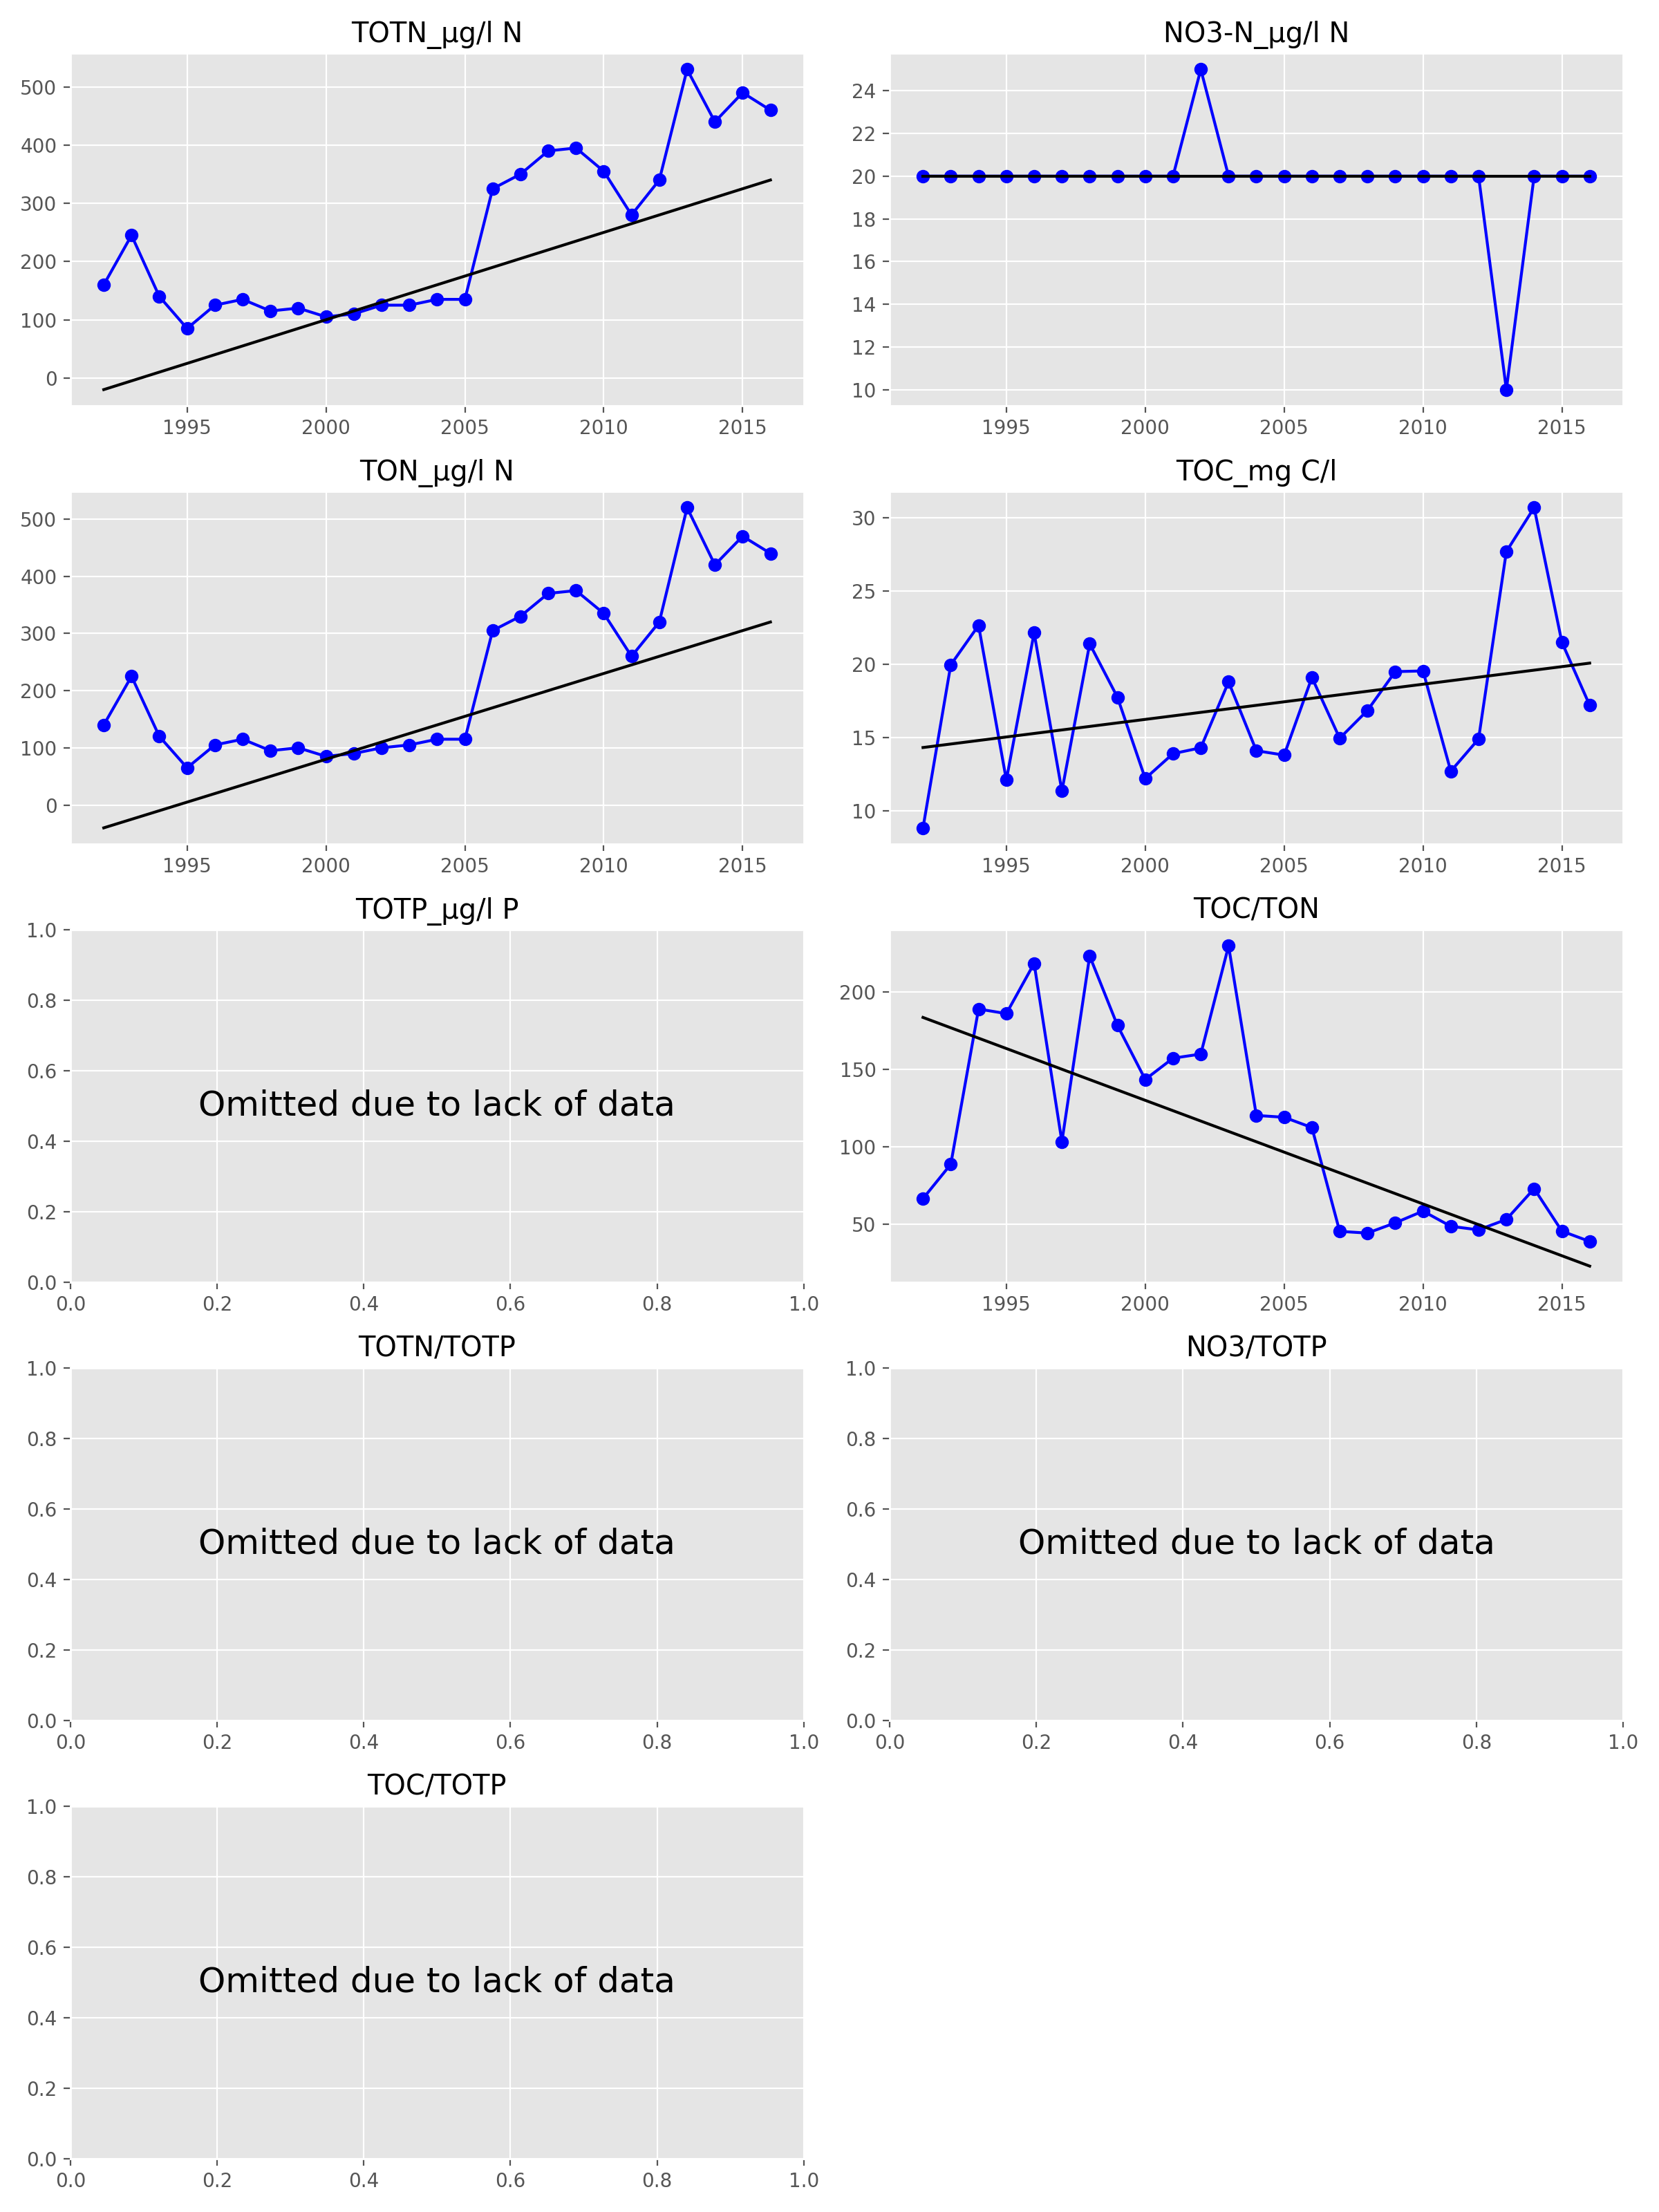 TOTN_µg/l N
500
400
300
200
100
0
1995 2000 2005 2010 2015
NO3-N_µg/l N
24
22
20
18
16
14
12
10
1995 2000 2005 2010 2015
TON_µg/l N
500
400
300
200
100
0
1995 2000 2005 2010 2015
TOC_mg C/l
30
25
20
15
10
1995 2000 2005 2010 2015
TOTP_µg/l P
1.0
0.8
0.6
Omitted due to lack of data
0.4
0.2
0.0
0.0 0.2 0.4 0.6 0.8 1.0
TOC/TON
200
150
100
50
1995 2000 2005 2010 2015
TOTN/TOTP
1.0
0.8
0.6
Omitted due to lack of data
0.4
0.2
0.0
0.0 0.2 0.4 0.6 0.8 1.0
NO3/TOTP
1.0
0.8
0.6
Omitted due to lack of data
0.4
0.2
0.0
0.0 0.2 0.4 0.6 0.8 1.0
TOC/TOTP
1.0
0.8
0.6
Omitted due to lack of data
0.4
0.2
0.0
0.0 0.2 0.4 0.6 0.8 1.0